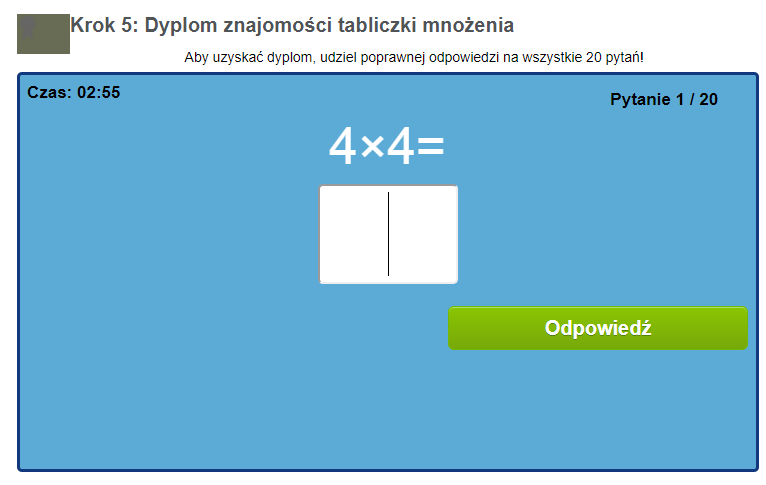 Krok 5: Dyplom znajomości tabliczki mnożenia
Aby uzyskać dyplom, udziel poprawnej odpowiedzi na wszystkie 20 pytań!
Czas: 02:55
Pytanie 1 / 20
4×4=
Odpowiedź